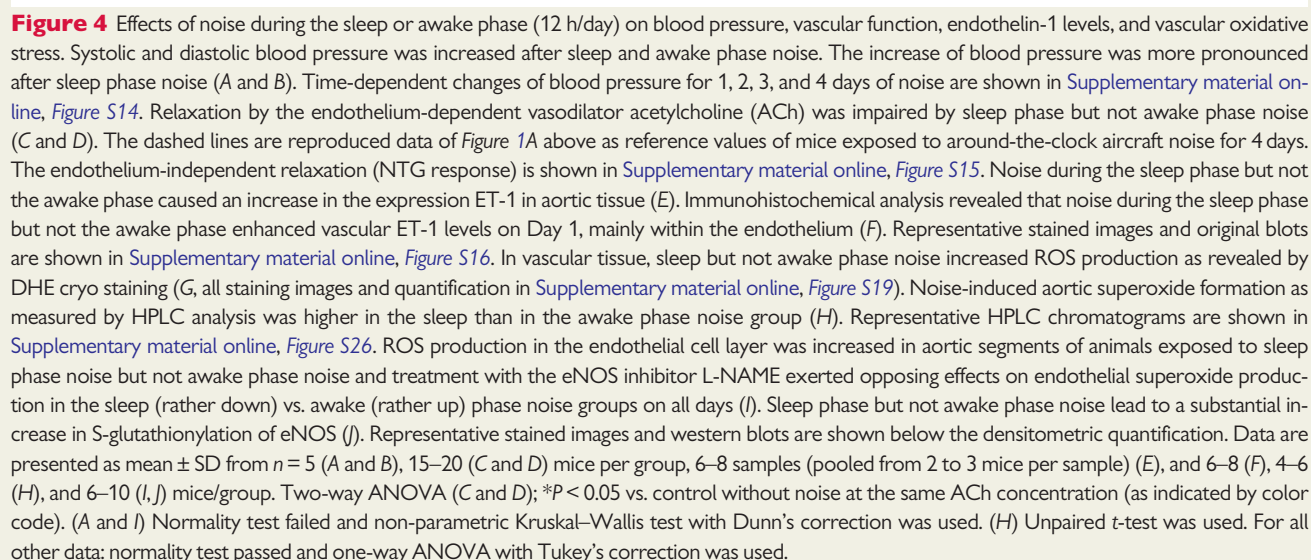 Figure 4 Effects of noise during the sleep or awake phase (12 h/day) on blood pressure, vascular function, endothelin-1 levels, and vascular oxidative
stress. Systolic and diastolic blood pressure was increased after sleep and awake phase noise. The increase of blood pressure was more pronounced
after sleep phase noise (A and B). Time-dependent changes of blood pressure for 1, 2, 3, and 4 days of noise are shown in Supplementary material on-
line, Figure S14. Relaxation by the endothelium-dependent vasodilator acetylcholine (ACh) was impaired by sleep phase but not awake phase noise
(C and D). The dashed lines are reproduced data of Figure 1A above as reference values of mice exposed to around-the-clock aircraft noise for 4 days.
The endothelium-independent relaxation (NTG response) is shown in Supplementary material online, Figure S15. Noise during the sleep phase but not
the awake phase caused an increase in the expression ET-1 in aortic tissue (E). Immunohistochemical analysis revealed that noise during the sleep phase
but not the awake phase enhanced vascular ET-1 levels on Day 1, mainly within the endothelium (F). Representative stained images and original blots
are shown in Supplementary material online, Figure S16. In vascular tissue, sleep but not awake phase noise increased ROS production as revealed by
DHE cryo staining (G, all staining images and quantification in Supplementary material online, Figure S19). Noise-induced aortic superoxide formation as
measured by HPLC analysis was higher in the sleep than in the awake phase noise group (H). Representative HPLC chromatograms are shown in
Supplementary material online, Figure S26. ROS production in the endothelial cell layer was increased in aortic segments of animals exposed to sleep
phase noise but not awake phase noise and treatment with the eNOS inhibitor L-NAME exerted opposing effects on endothelial superoxide produc-
tion in the sleep (rather down) vs. awake (rather up) phase noise groups on all days (I). Sleep phase but not awake phase noise lead to a substantial in-
crease in S-glutathionylation of eNOS (J). Representative stained images and western blots are shown below the densitometric quantification. Data are
presented as mean ± SD from n = 5 (A and B), 15–20 (C and D) mice per group, 6–8 samples (pooled from 2 to 3 mice per sample) (E), and 6–8 (F), 4–6
(H), and 6–10 (I, J) mice/group. Two-way ANOVA (C and D); *P < 0.05 vs. control without noise at the same ACh concentration (as indicated by color
code). (A and I) Normality test failed and non-parametric Kruskal–Wallis test with Dunn's correction was used. (H) Unpaired t-test was used. For all
other data: normality test passed and one-way ANOVA with Tukey's correction was used.